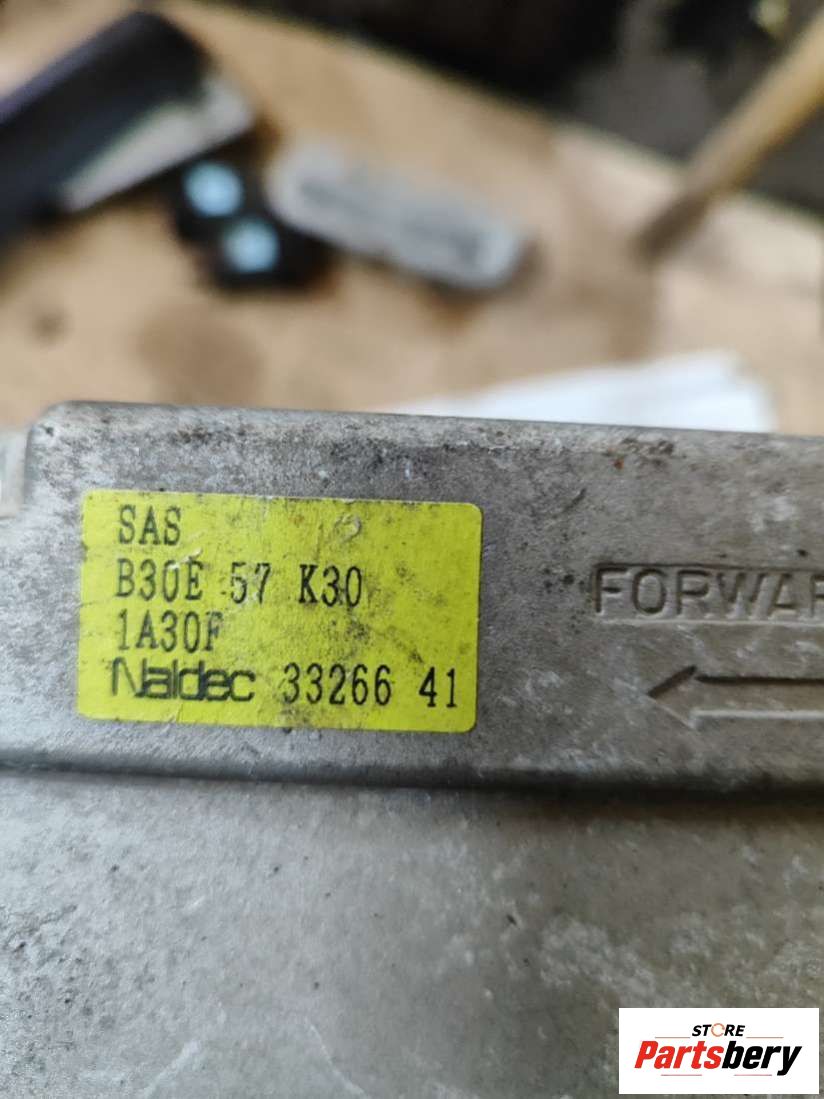 SAS
B30E 57 K30
1A30F
Naldec 33266 41
FORWAR
STORE
Partsbery